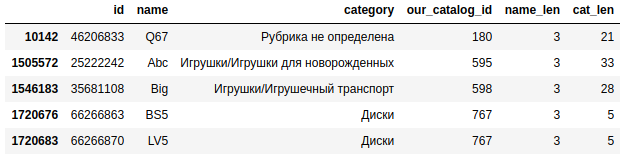 id name category our_catalog_id name_len cat_len
10142 46206833 Q67 Рубрика не определена 180 3 21
1505572 25222242 Abc Игрушки/Игрушки для новорожденных 595 3 33
1546183 35681108 Big Игрушки/Игрушечный транспорт 598 3 28
1720676 66266863 BS5 Диски 767 3 5
1720683 66266870 LV5 Диски 767 3 5